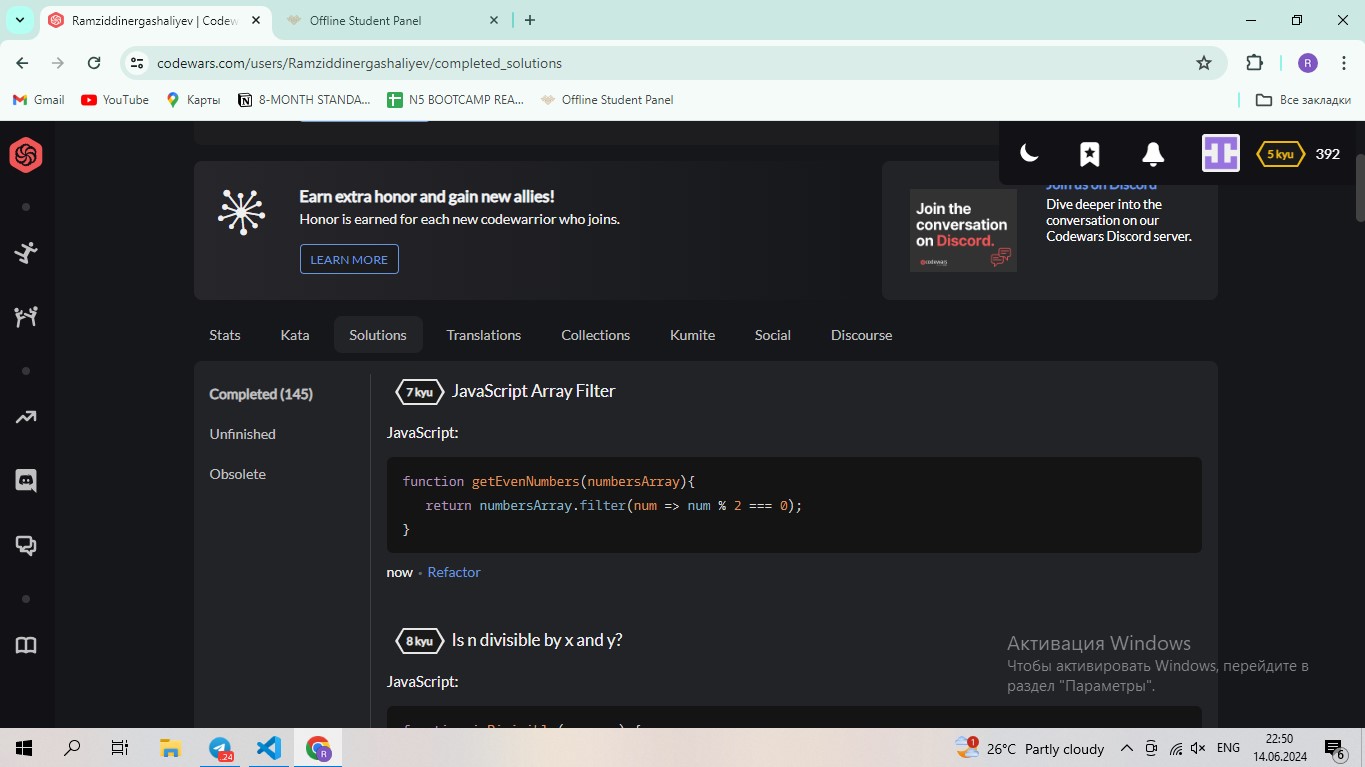 Ramziddinergashaliyev | Codew
Offline Student Panel
codewars.com/users/Ramziddinergashaliyev/completed_solutions
R
Gmail
YouTube
Карты
8-MONTH STANDA...
N5 BOOTCAMP REA...
Offline Student Panel
Все закладки
5 kyu
392
Earn extra honor and gain new allies!
Honor is earned for each new codewarrior who joins.
LEARN MORE
Join the
conversation
on Discord.
codewars
Join us on Discord
Dive deeper into the
conversation on our
Codewars Discord server.
Stats
Kata
Solutions
Translations
Collections
Kumite
Social
Discourse
Completed (145)
Unfinished
Obsolete
7 kyu
JavaScript Array Filter
JavaScript:
function getEvenNumbers(numbersArray){
return numbersArray.filter(num => num % 2 === 0);
}
now • Refactor
8 kyu
Is n divisible by x and y?
JavaScript:
Активация Windows
Чтобы активировать Windows, перейдите в
раздел "Параметры".
24
R
1
26°C Partly cloudy
ENG
22:50
14.06.2024
6